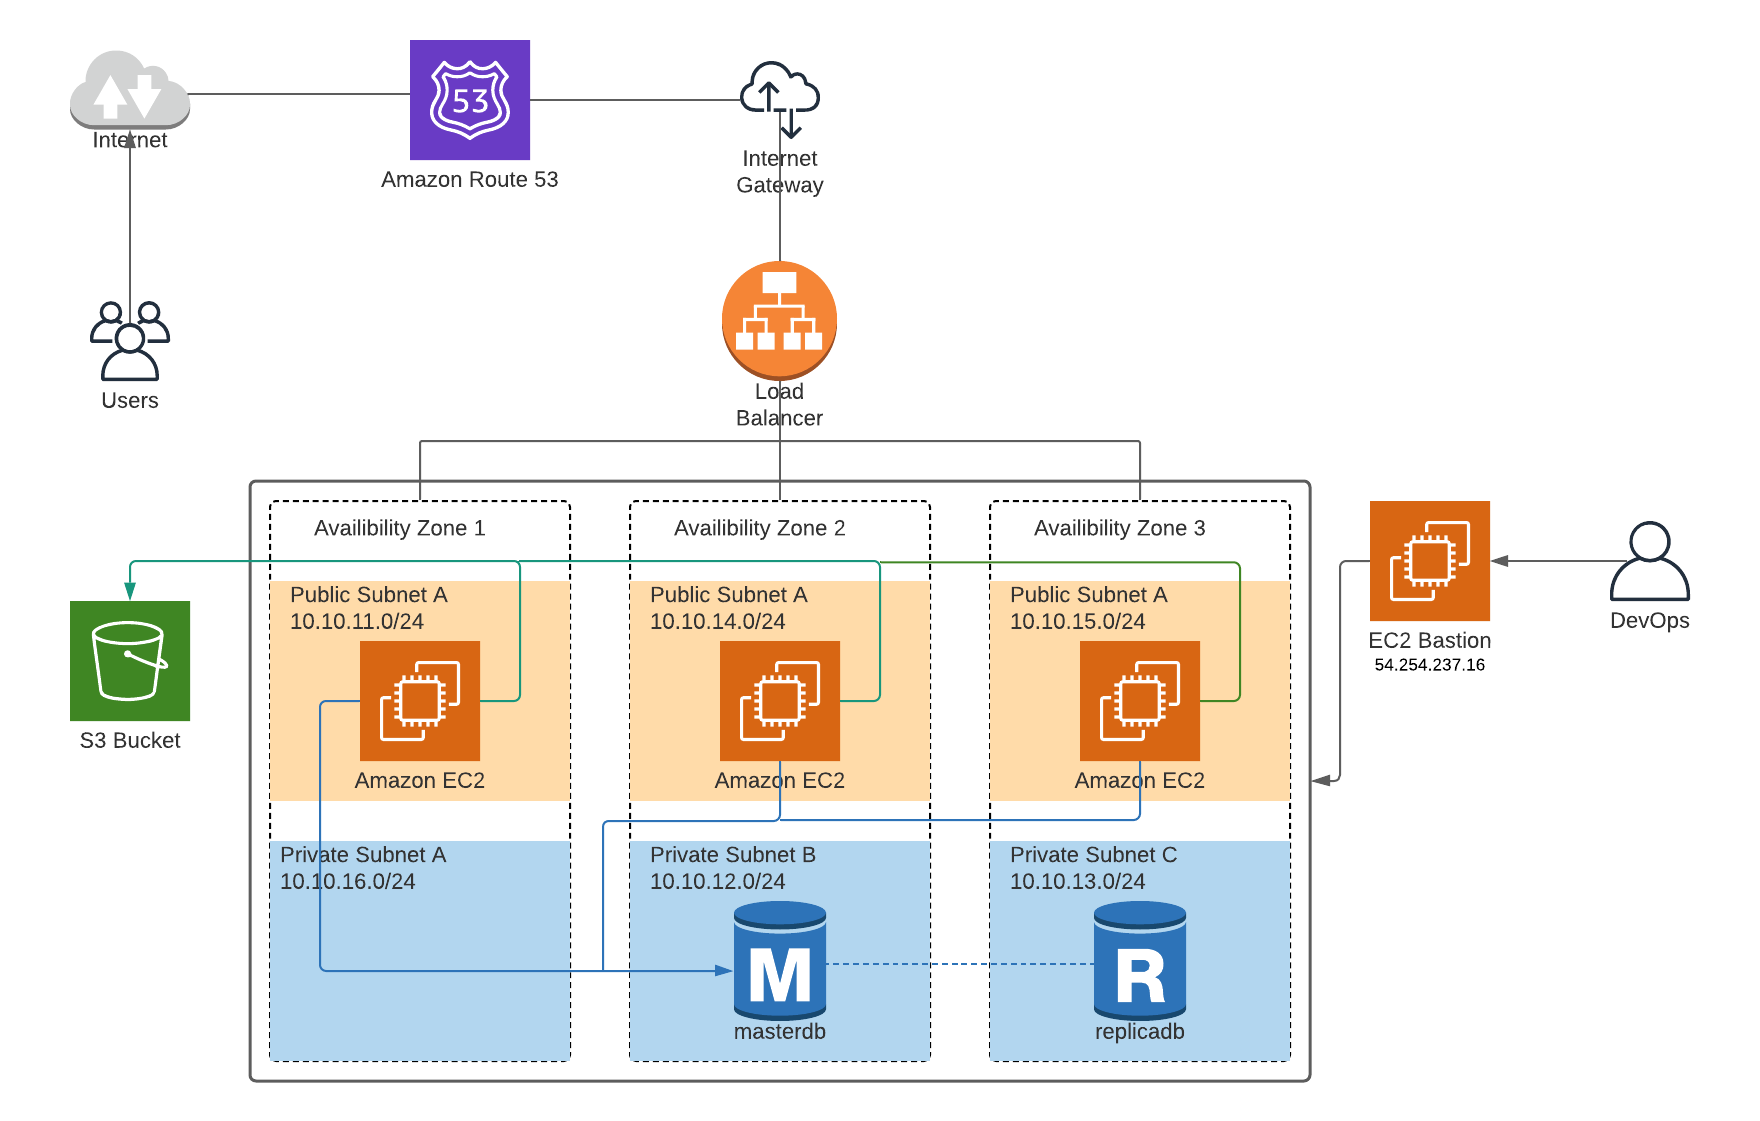 Internet
53
Amazon Route 53
Internet
Gateway
Users
Load
Balancer
Availibility Zone 1
Availibility Zone 2
Availibility Zone 3
Public Subnet A
10.10.11.0/24
Public Subnet A
10.10.14.0/24
Public Subnet A
10.10.15.0/24
EC2 Bastion
54.254.237.16
DevOps
S3 Bucket
Amazon EC2
Amazon EC2
Amazon EC2
Private Subnet A
10.10.16.0/24
Private Subnet B
10.10.12.0/24
Private Subnet C
10.10.13.0/24
M
masterdb
R
replicadb